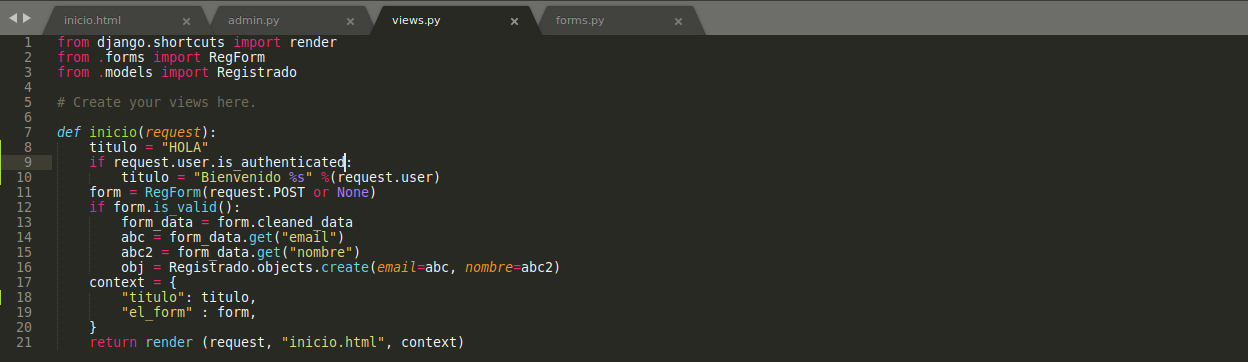 inicio.html × admin.py × views.py × forms.py ×
1 from django.shortcuts import render
2 from .forms import RegForm
3 from .models import Registrado
4
5 # Create your views here.
6
7 def inicio(request):
8     titulo = "HOLA"
9     if request.user.is_authenticated:
10         titulo = "Bienvenido %s" %(request.user)
11     form = RegForm(request.POST or None)
12     if form.is_valid():
13         form_data = form.cleaned_data
14         abc = form_data.get("email")
15         abc2 = form_data.get("nombre")
16         obj = Registrado.objects.create(email=abc, nombre=abc2)
17     context = {
18         "titulo": titulo,
19         "el_form" : form,
20     }
21     return render (request, "inicio.html", context)